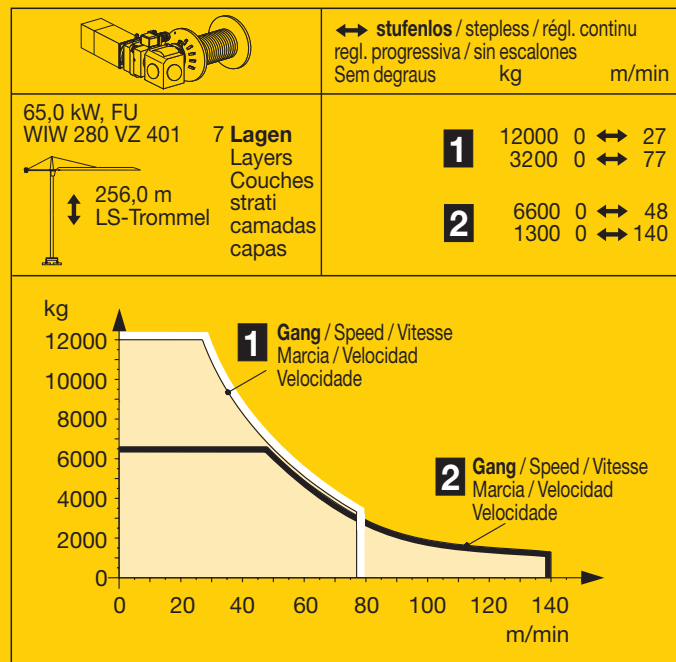 ↔ stufenlos / stepless / régl. continu
regl. progressiva / sin escalones
Sem degraus kg m/min
65,0 kW, FU
WIW 280 VZ 401 7 Lagen
Layers
Couches
strati
camadas
capas
256,0 m
LS-Trommel
1 12000 0 ↔ 27
3200 0 ↔ 77
2 6600 0 ↔ 48
1300 0 ↔ 140
kg
12000
10000
8000
6000
4000
2000
0
1 Gang / Speed / Vitesse
Marcia / Velocidad
Velocidade
2 Gang / Speed / Vitesse
Marcia / Velocidad
Velocidade
0 20 40 60 80 100 120 140
m/min